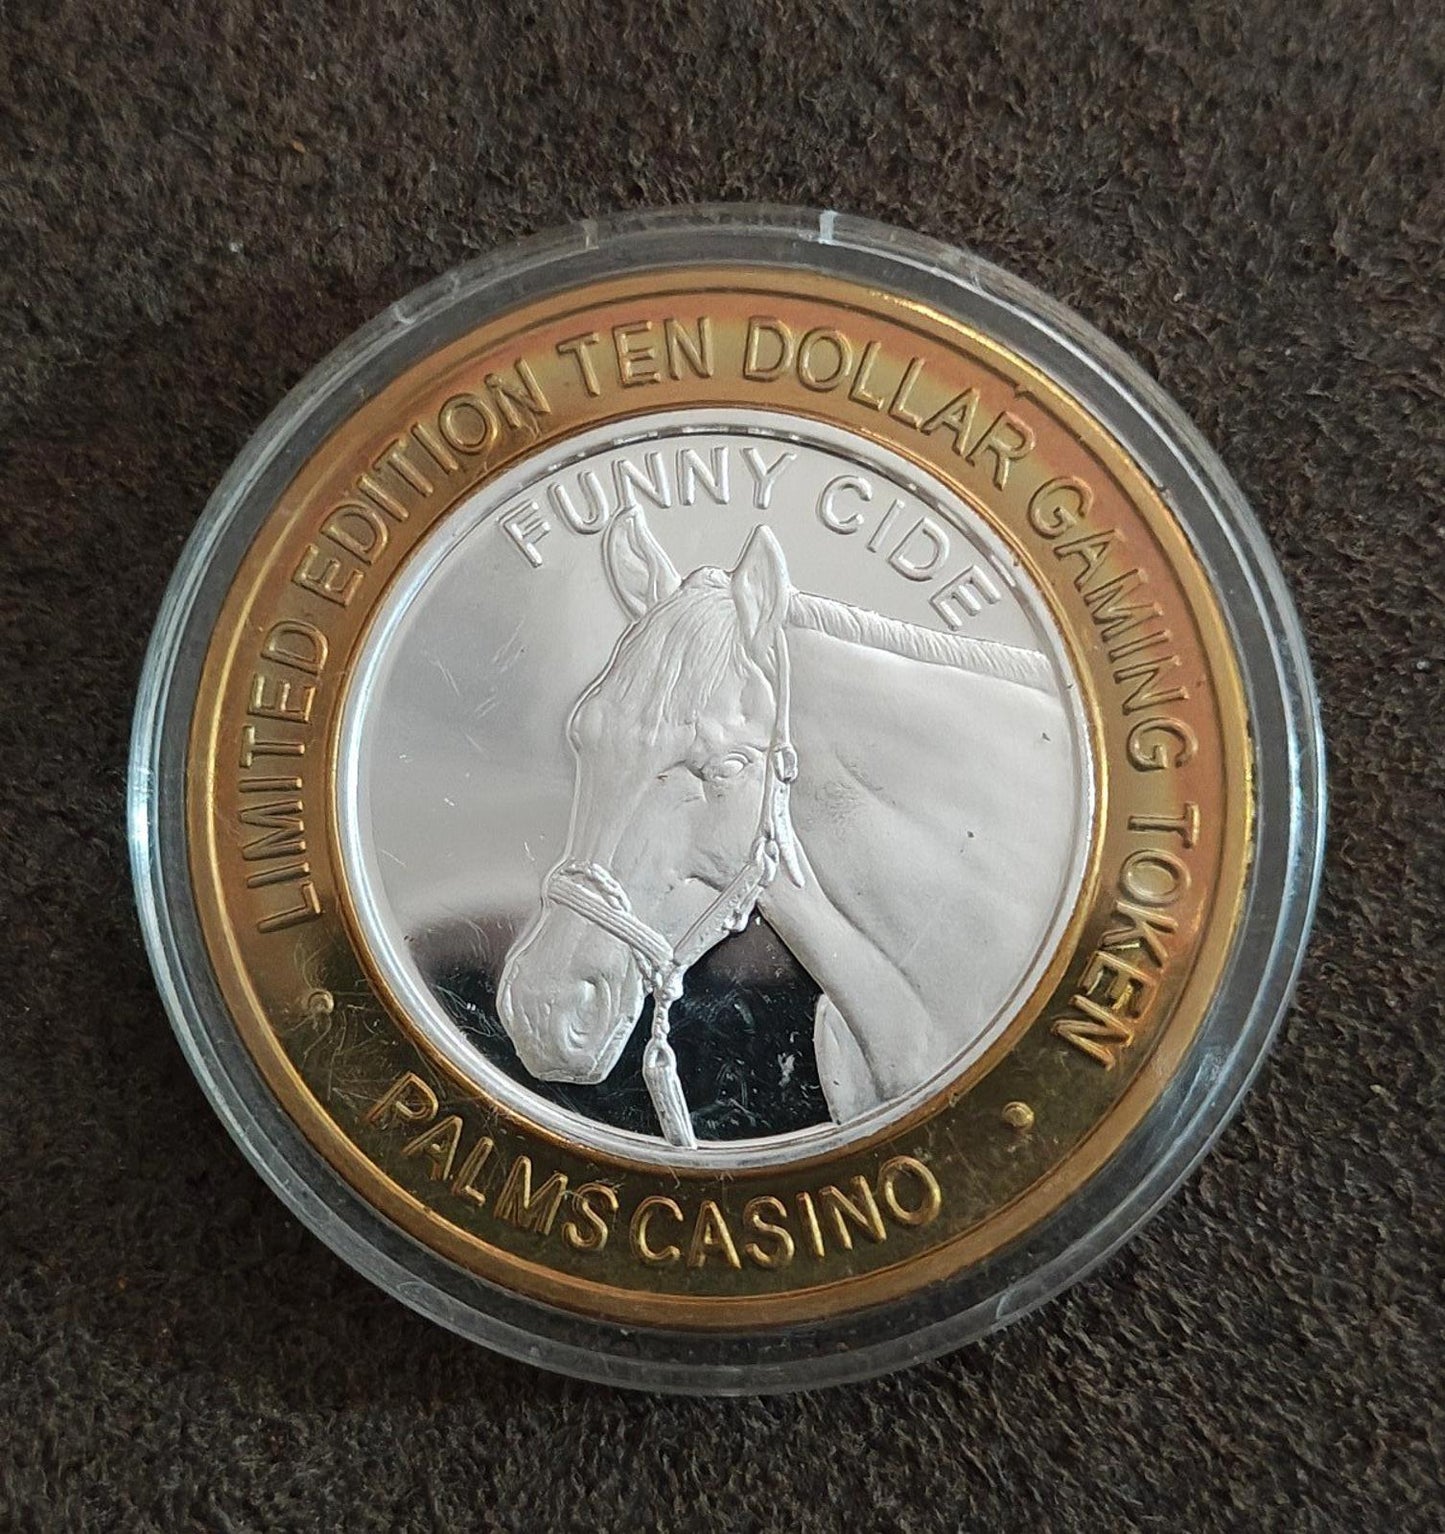 LIMITED EDITION TEN DOLLAR GAMING TOKEN
FUNNY CIDE
• PALMS CASINO •